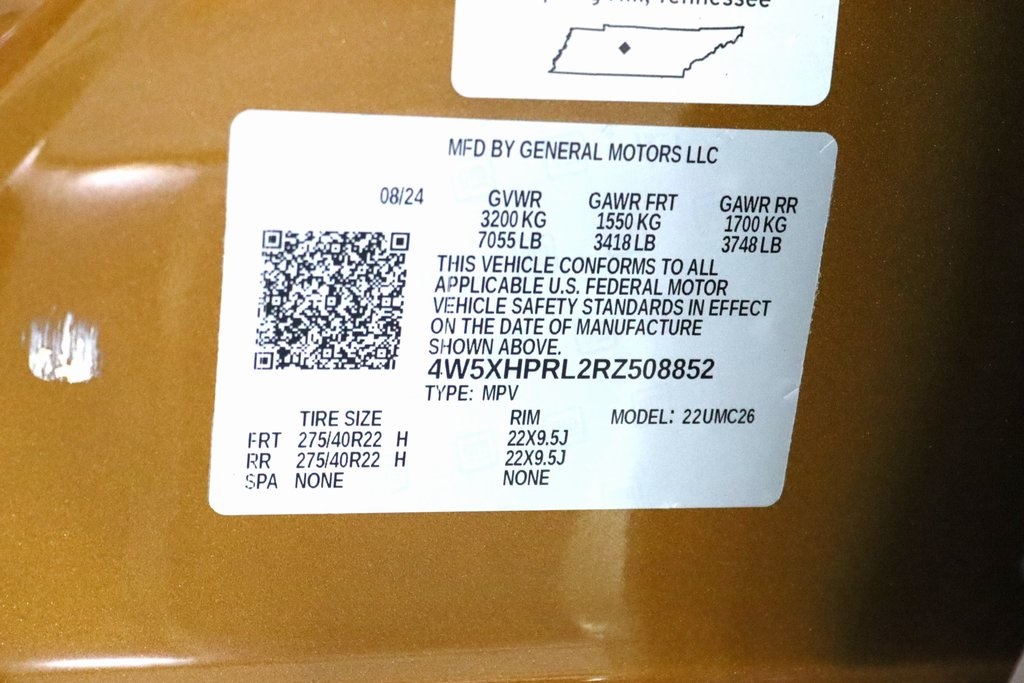 Tennessee
MFD BY GENERAL MOTORS LLC
08/24 GVWR GAWR FRT GAWR RR
3200 KG 1550 KG 1700 KG
7055 LB 3418 LB 3748 LB
THIS VEHICLE CONFORMS TO ALL
APPLICABLE U.S. FEDERAL MOTOR
VEHICLE SAFETY STANDARDS IN EFFECT
ON THE DATE OF MANUFACTURE
SHOWN ABOVE.
4W5XHPRL2RZ508852
TYPE: MPV
TIRE SIZE RIM MODEL: 22UMC26
FRT 275/40R22 H 22X9.5J
RR 275/40R22 H 22X9.5J
SPA NONE NONE